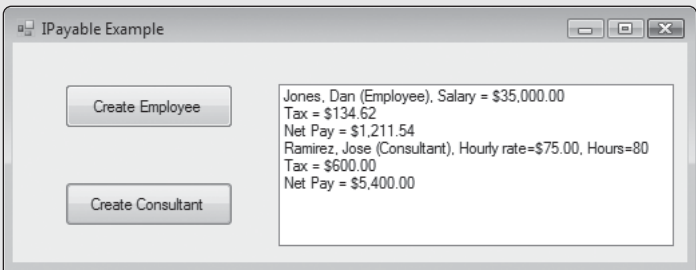 IPayable Example
Create Employee
Create Consultant
Jones, Dan (Employee), Salary = $35,000.00
Tax = $134.62
Net Pay = $1,211.54
Ramirez, Jose (Consultant), Hourly rate=$75.00, Hours=80
Tax = $600.00
Net Pay = $5,400.00